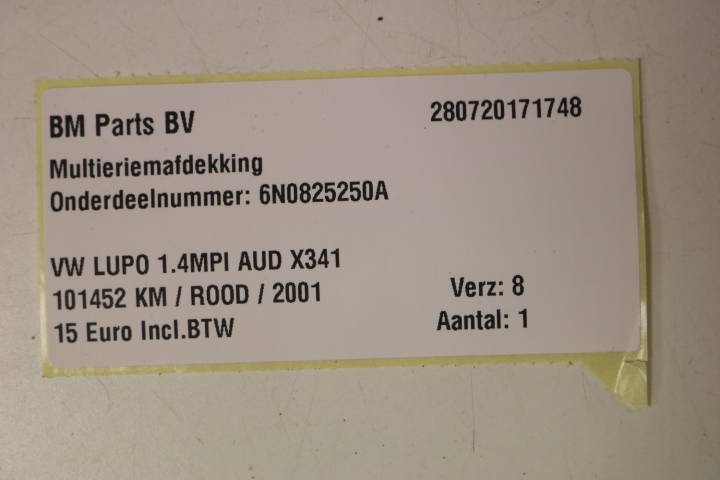 BM Parts BV 280720171748
Multieriemafdekking
Onderdeelnummer: 6N0825250A
VW LUPO 1.4MPI AUD X341
101452 KM / ROOD / 2001 Verz: 8
15 Euro Incl.BTW Aantal: 1